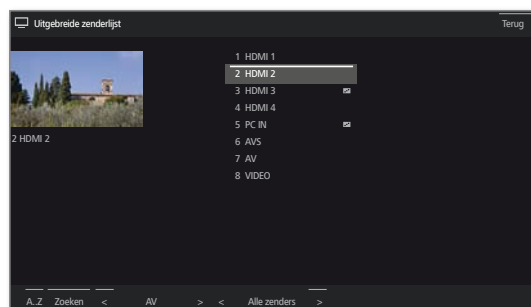 Uitgebreide zenderlijst
Terug
1 HDMI 1
2 HDMI 2
3 HDMI 3
4 HDMI 4
5 PC IN
6 AVS
7 AV
8 VIDEO
2 HDMI 2
A..Z Zoeken < AV > < Alle zenders >